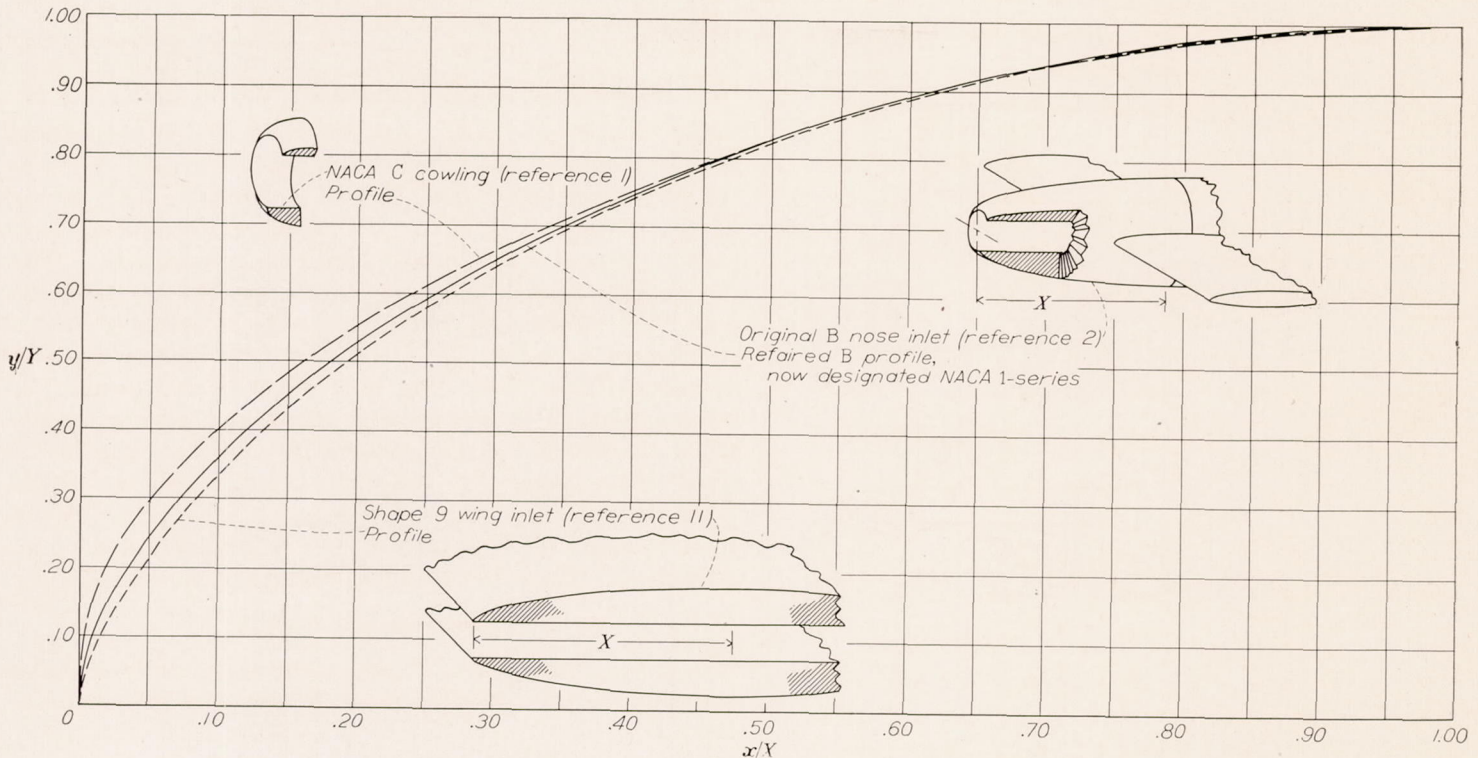 1.00
.90
.80
.70
.60
y/Y .50
.40
.30
.20
.10
0
NACA C cowling (reference 1)
Profile
Original B nose inlet (reference 2)
Refaired B profile,
now designated NACA 1-series
X
Shape 9 wing inlet (reference 11)
Profile
X
.10 .20 .30 .40 .50 .60 .70 .80 .90 1.00
x/X